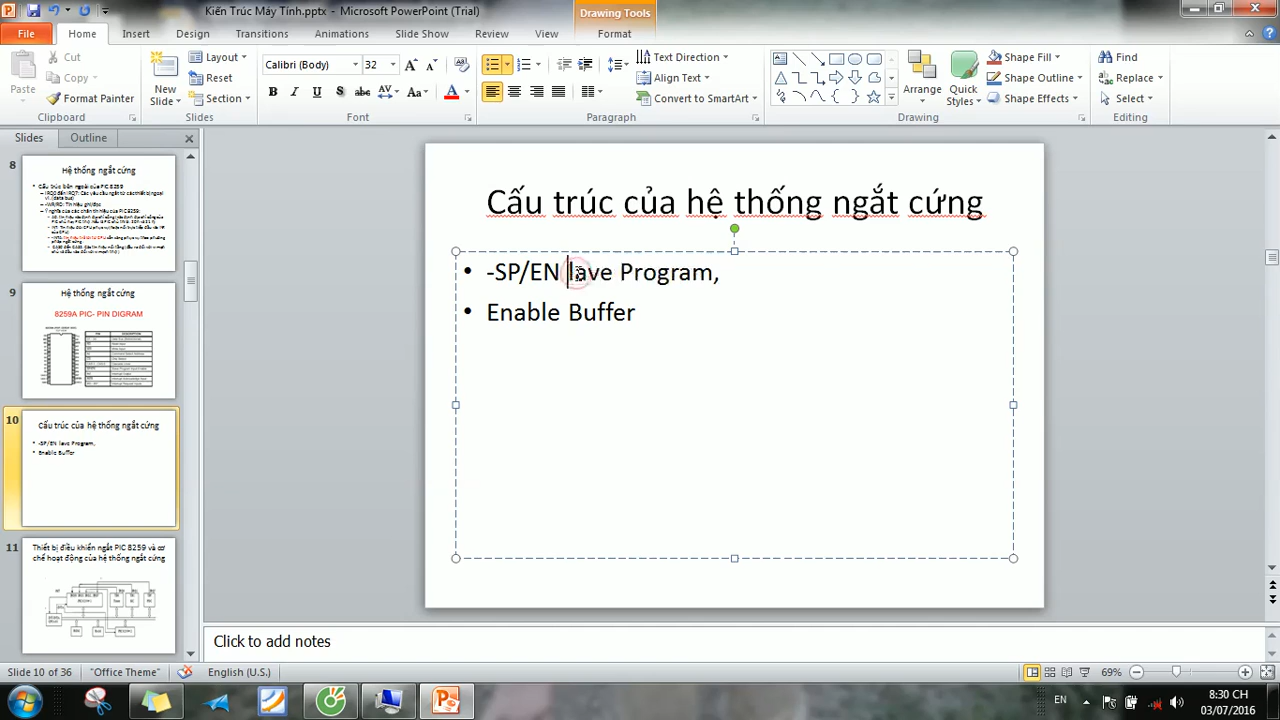 Kiến Trúc Máy Tính.pptx - Microsoft PowerPoint (Trial)
Drawing Tools
File Home Insert Design Transitions Animations Slide Show Review View Format
Cut
Copy
Format Painter
Paste
Clipboard
New
Slide
Layout
Reset
Section
Slides
Calibri (Body) 32
Font
Text Direction
Align Text
Convert to SmartArt
Paragraph
Arrange
Quick
Styles
Shape Fill
Shape Outline
Shape Effects
Drawing
Find
Replace
Select
Editing
Slides Outline
8
Hệ thống ngắt cứng
9
Hệ thống ngắt cứng
8259A PIC- PIN DIGRAM
10
Cấu trúc của hệ thống ngắt cứng
-SP/EN lave Program,
Enable Buffer
11
Thiết bị điều khiển ngắt PIC 8259 và cơ
chế hoạt động của hệ thống ngắt cứng
Cấu trúc của hệ thống ngắt cứng
• -SP/EN lave Program,
• Enable Buffer
Click to add notes
Slide 10 of 36 "Office Theme" English (U.S.) 69%
EN
8:30 CH
03/07/2016